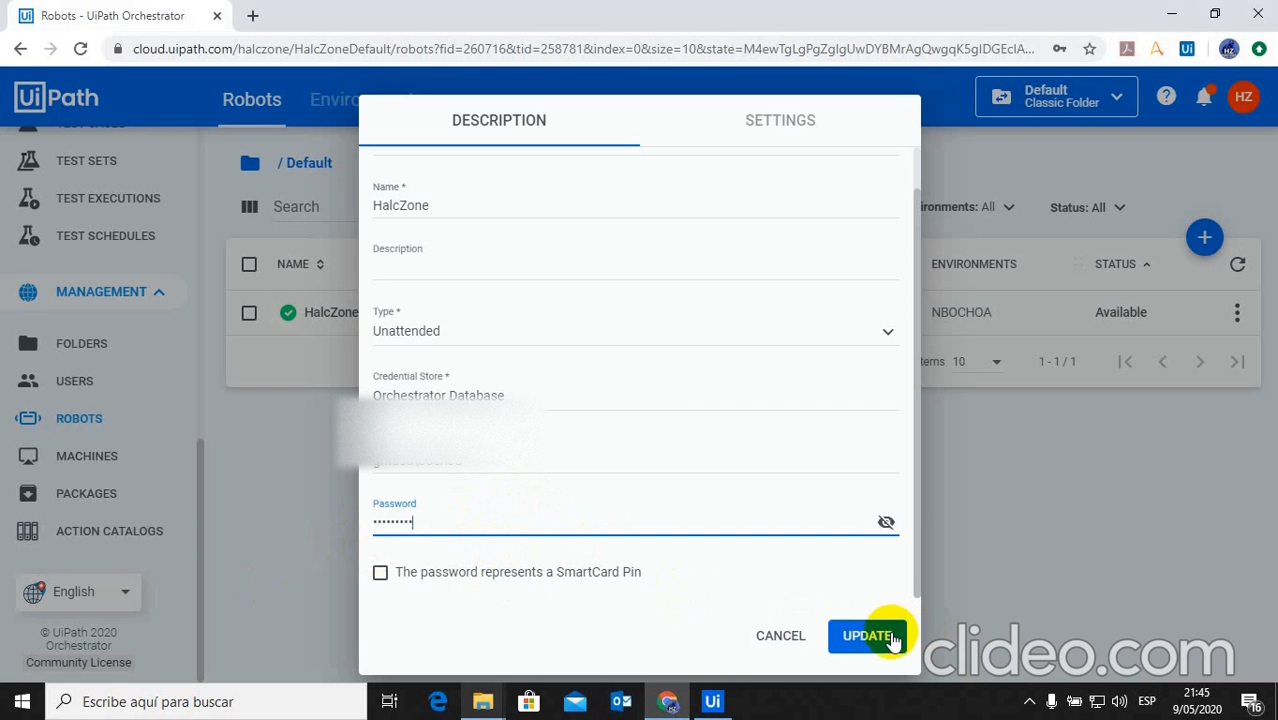 Robots - UiPath Orchestrator
cloud.uipath.com/halczone/HalcZoneDefault/robots?fid=260716&tid=258781&index=0&size=10&state=M4ewTgLgPgZglgUwDYBMrAgQwgqK5glDGEclA...
UiPath
Robots
Default
Classic Folder
HZ
DESCRIPTION
SETTINGS
TEST SETS
TEST EXECUTIONS
TEST SCHEDULES
MANAGEMENT
FOLDERS
USERS
ROBOTS
MACHINES
PACKAGES
ACTION CATALOGS
English
© UiPath 2020
Orchestrator
Community License
/ Default
Search
All
Status: All
NAME
ENVIRONMENTS
STATUS
HalcZone
NBOCHOA
Available
10
1 - 1 / 1
Name *
HalcZone
Description
Type *
Unattended
Credential Store *
Orchestrator Database
Password
•••••••••
The password represents a SmartCard Pin
CANCEL
UPDATE
clideo.com
Escribe aquí para buscar
ESP
21:45
9/05/2020
16